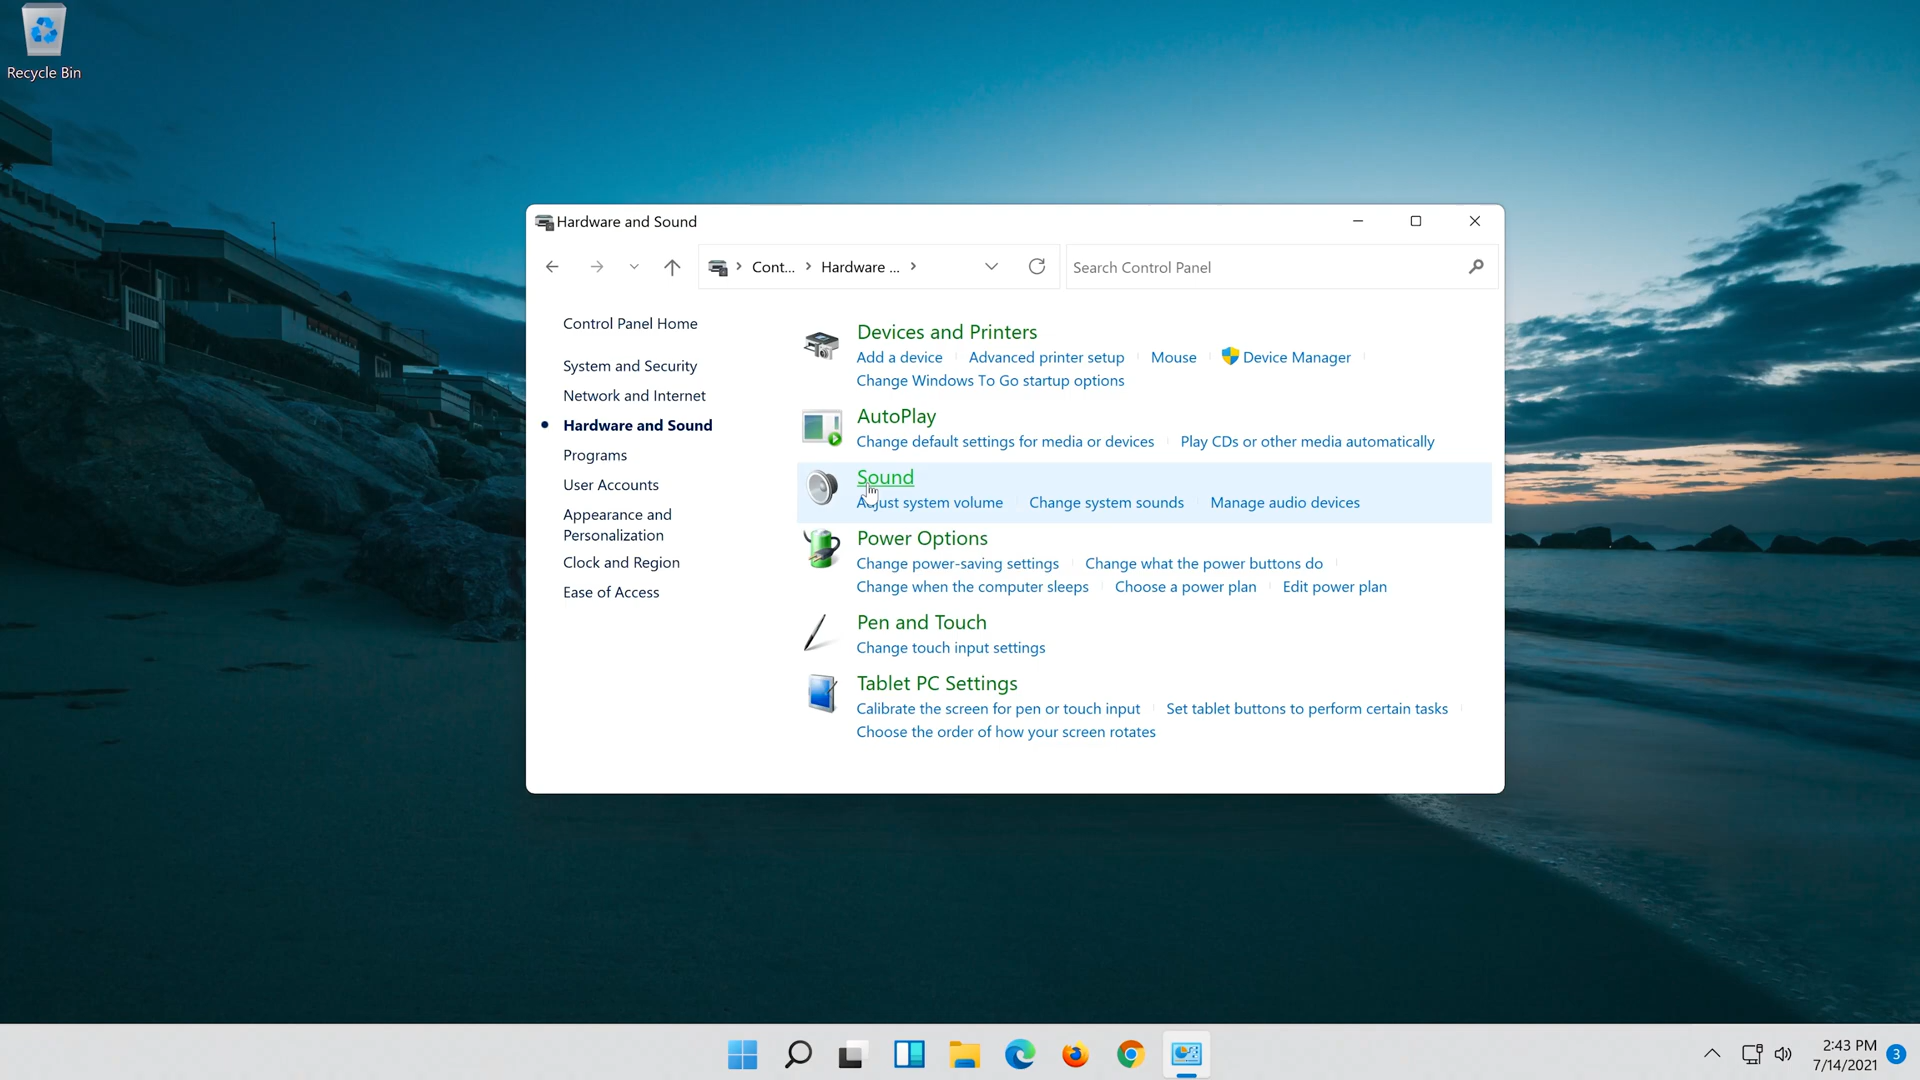 Recycle Bin
Hardware and Sound
Cont... Hardware ...
Search Control Panel
Control Panel Home
System and Security
Network and Internet
Hardware and Sound
Programs
User Accounts
Appearance and
Personalization
Clock and Region
Ease of Access
Devices and Printers
Add a device Advanced printer setup Mouse Device Manager
Change Windows To Go startup options
AutoPlay
Change default settings for media or devices Play CDs or other media automatically
Sound
Adjust system volume Change system sounds Manage audio devices
Power Options
Change power-saving settings Change what the power buttons do
Change when the computer sleeps Choose a power plan Edit power plan
Pen and Touch
Change touch input settings
Tablet PC Settings
Calibrate the screen for pen or touch input Set tablet buttons to perform certain tasks
Choose the order of how your screen rotates
2:43 PM
7/14/2021
3